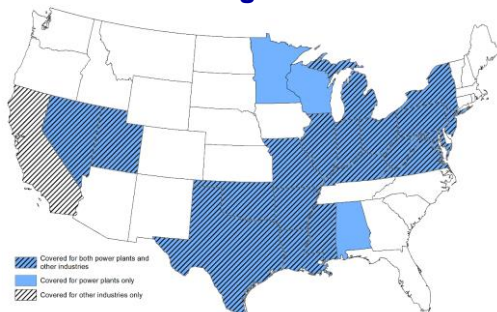 Covered for both power plants and
other industries
Covered for power plants only
Covered for other industries only